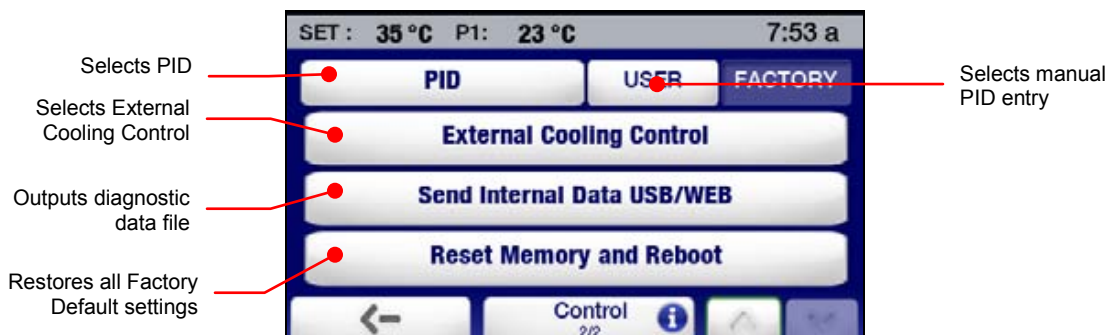 SET : 35 °C P1: 23 °C 7:53 a
Selects PID
PID USER FACTORY
Selects manual
PID entry
Selects External
Cooling Control
External Cooling Control
Outputs diagnostic
data file
Send Internal Data USB/WEB
Restores all Factory
Default settings
Reset Memory and Reboot
Control
2/2